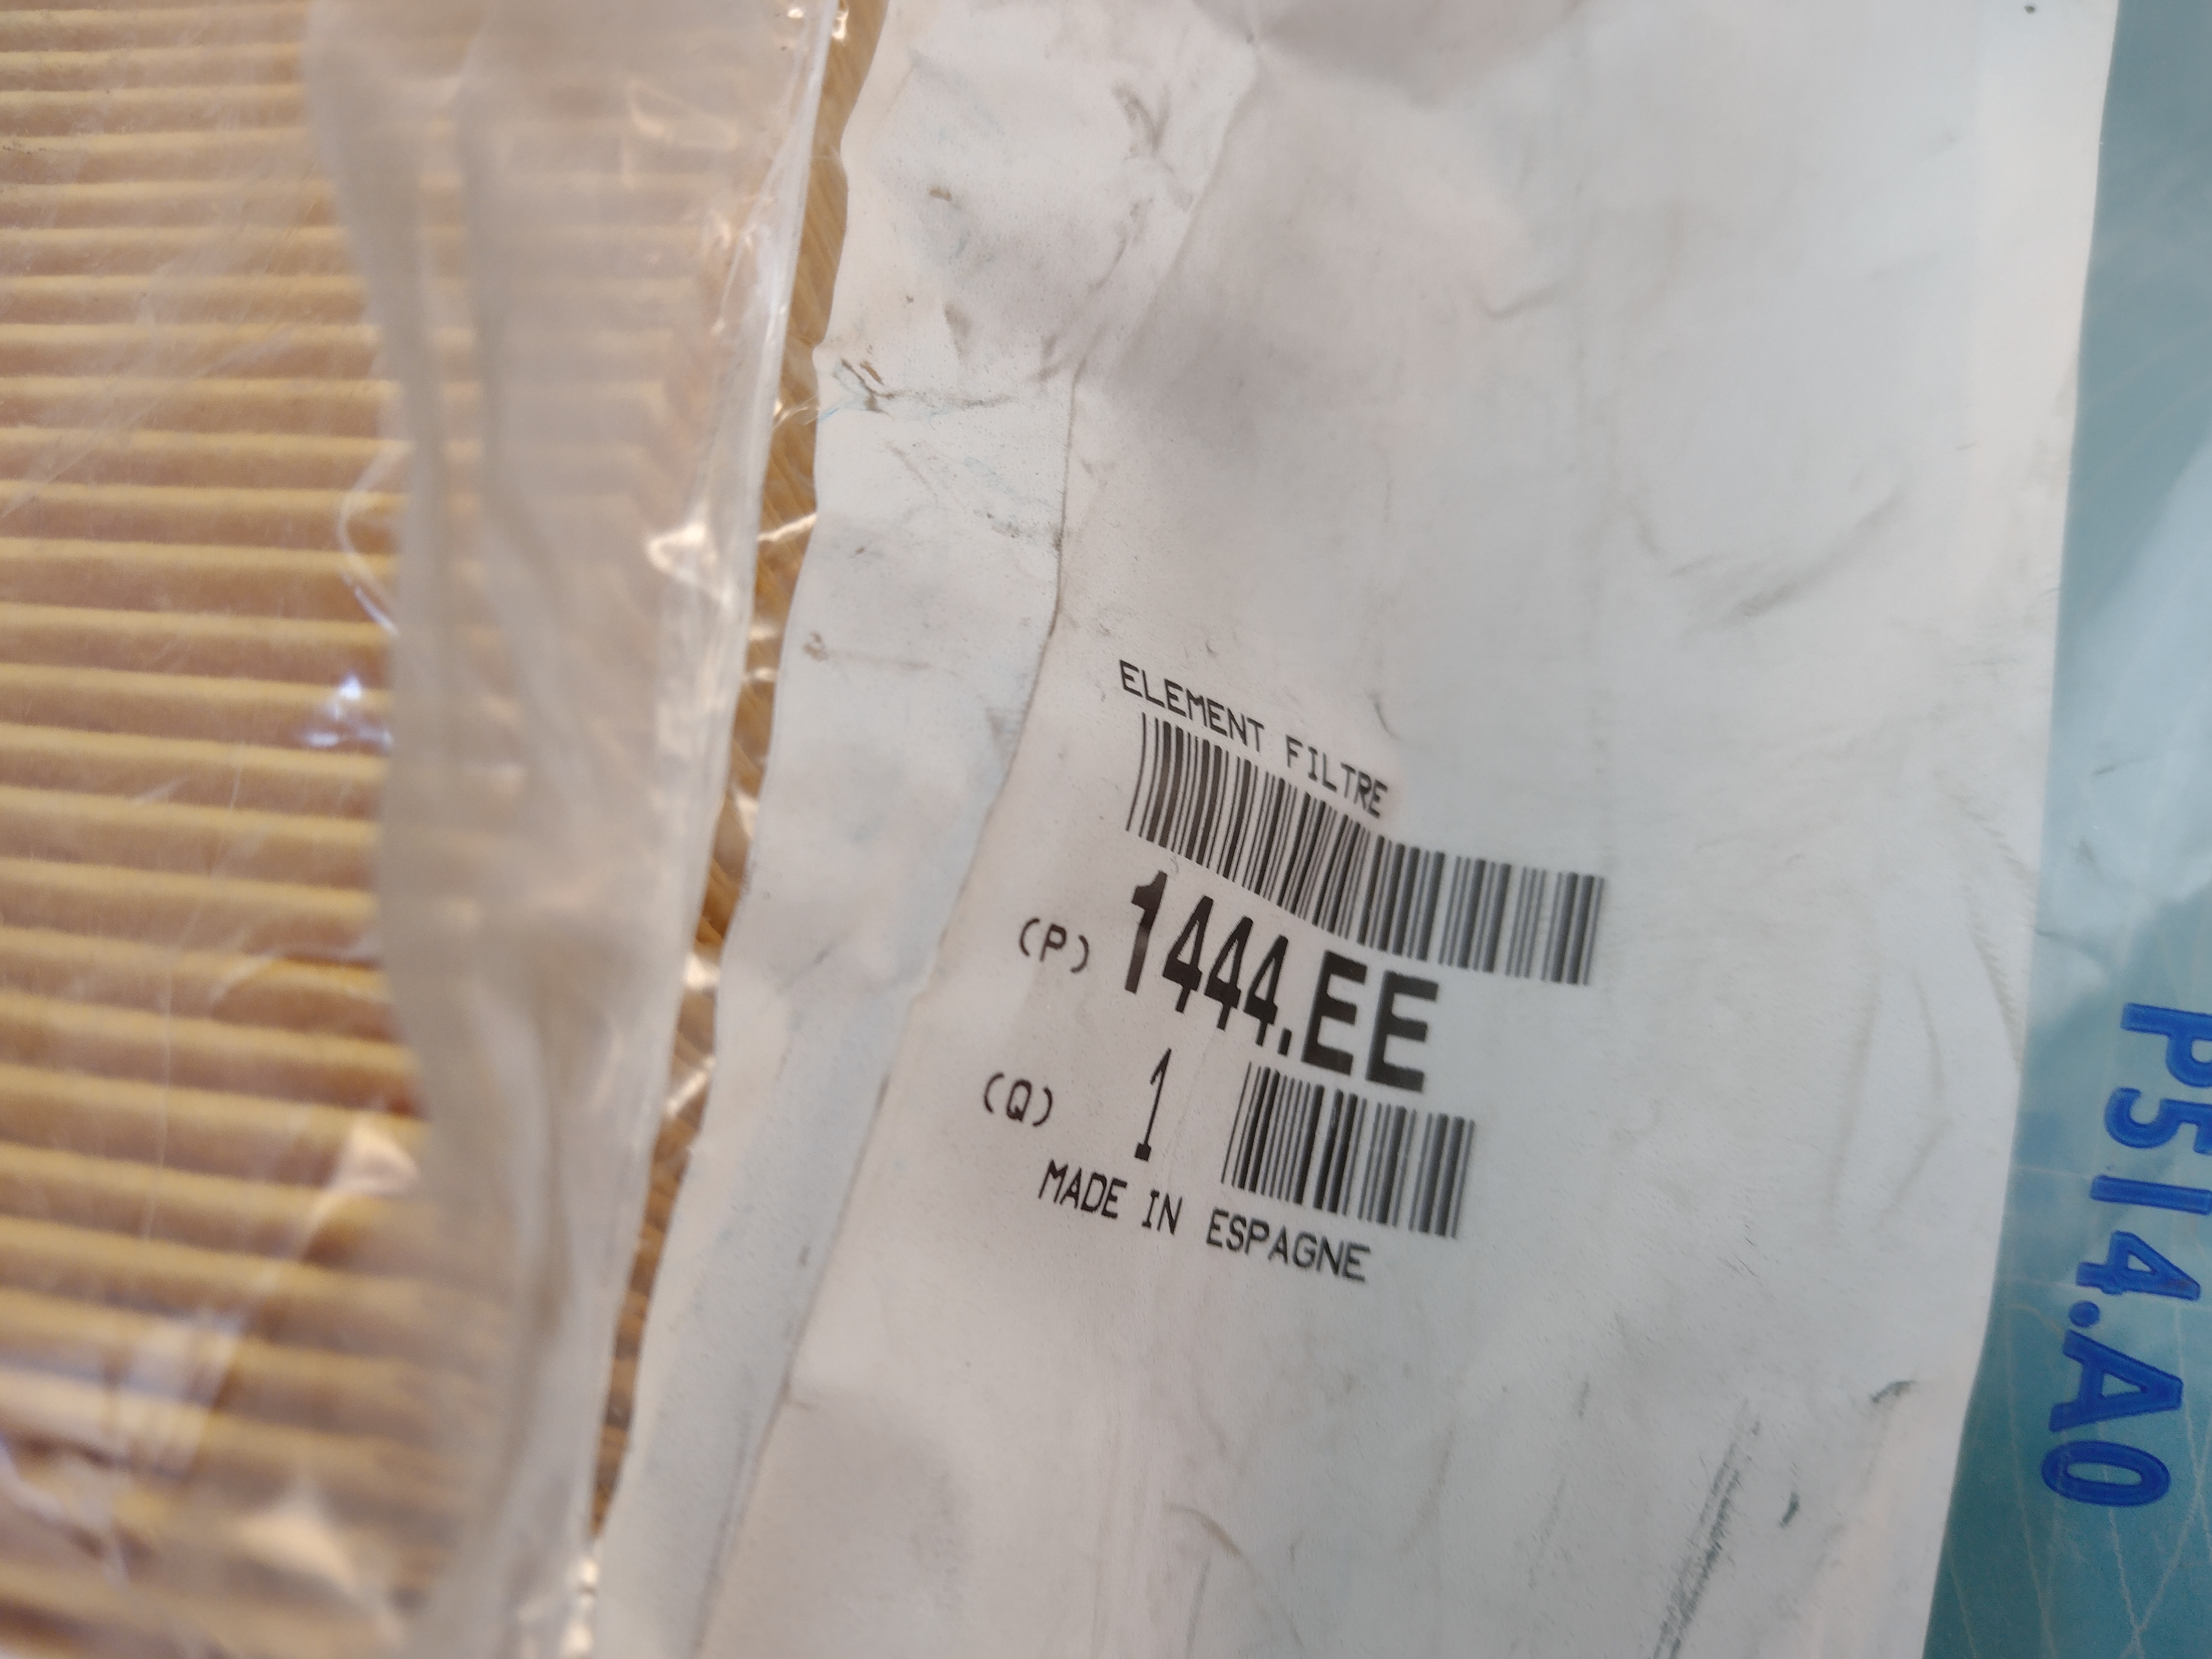 ELEMENT FILTRE
(P) 1444.EE
(Q) 1
MADE IN ESPAGNE
P514.A0